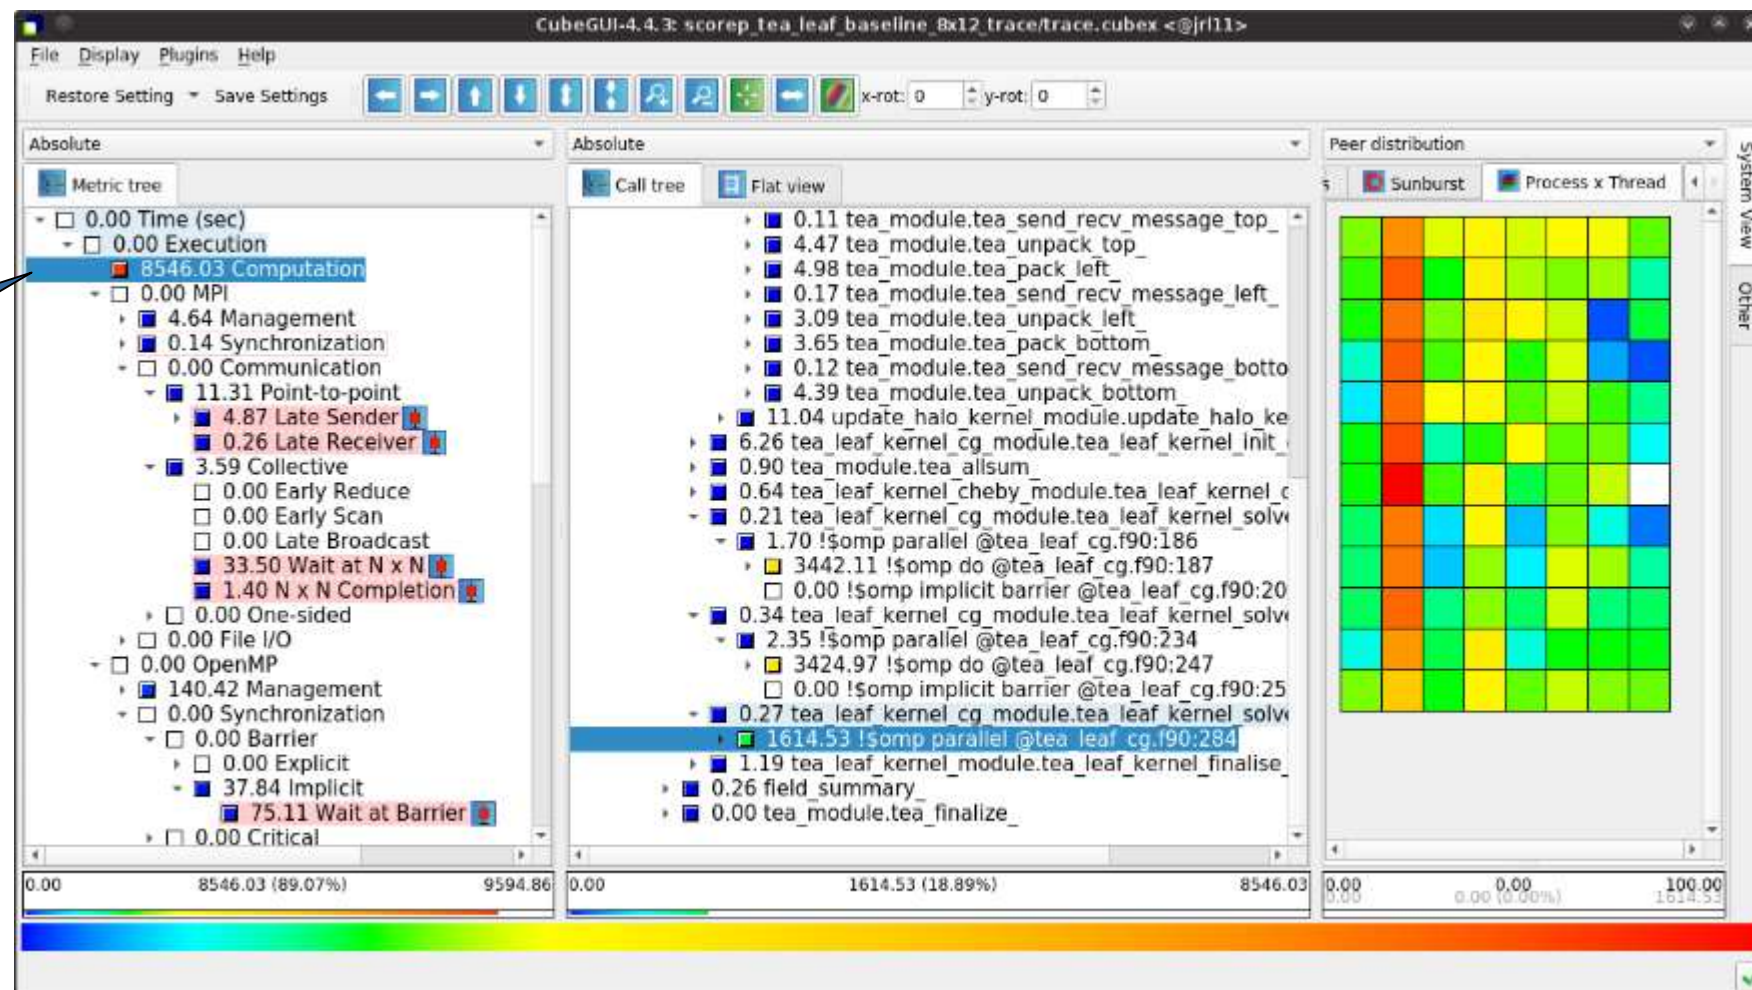 CubeGUI-4.4.3: scorep_tea_leaf_baseline_8x12_trace/trace.cubex <@jrl11>
File Display Plugins Help
Restore Setting Save Settings x-rot: 0 y-rot: 0
Absolute
Metric tree
0.00 Time (sec)
0.00 Execution
8546.03 Computation
0.00 MPI
4.64 Management
0.14 Synchronization
0.00 Communication
11.31 Point-to-point
4.87 Late Sender
0.26 Late Receiver
3.59 Collective
0.00 Early Reduce
0.00 Early Scan
0.00 Late Broadcast
33.50 Wait at N x N
1.40 N x N Completion
0.00 One-sided
0.00 File I/O
0.00 OpenMP
140.42 Management
0.00 Synchronization
0.00 Barrier
0.00 Explicit
37.84 Implicit
75.11 Wait at Barrier
0.00 Critical
0.00 8546.03 (89.07%) 9594.86
Absolute
Call tree Flat view
0.11 tea_module.tea_send_recv_message_top_
4.47 tea_module.tea_unpack_top_
4.98 tea_module.tea_pack_left_
0.17 tea_module.tea_send_recv_message_left_
3.09 tea_module.tea_unpack_left_
3.65 tea_module.tea_pack_bottom_
0.12 tea_module.tea_send_recv_message_botto
4.39 tea_module.tea_unpack_bottom_
11.04 update_halo_kernel_module.update_halo_ke
6.26 tea_leaf_kernel_cg_module.tea_leaf_kernel_init_
0.90 tea_module.tea_allsum_
0.64 tea_leaf_kernel_cheby_module.tea_leaf_kernel_c
0.21 tea_leaf_kernel_cg_module.tea_leaf_kernel_solve
1.70 !$omp parallel @tea_leaf_cg.f90:186
3442.11 !$omp do @tea_leaf_cg.f90:187
0.00 !$omp implicit barrier @tea_leaf_cg.f90:20
0.34 tea_leaf_kernel_cg_module.tea_leaf_kernel_solve
2.35 !$omp parallel @tea_leaf_cg.f90:234
3424.97 !$omp do @tea_leaf_cg.f90:247
0.00 !$omp implicit barrier @tea_leaf_cg.f90:25
0.27 tea_leaf_kernel_cg_module.tea_leaf_kernel_solve
1614.53 !$omp parallel @tea_leaf_cg.f90:284
1.19 tea_leaf_kernel_module.tea_leaf_kernel_finalise_
0.26 field_summary_
0.00 tea_module.tea_finalize_
0.00 1614.53 (18.89%) 8546.03
Peer distribution
s Sunburst Process x Thread
0.00 0.00 100.00
0.00 0.00 (0.00%) 1614.53
System View
Other